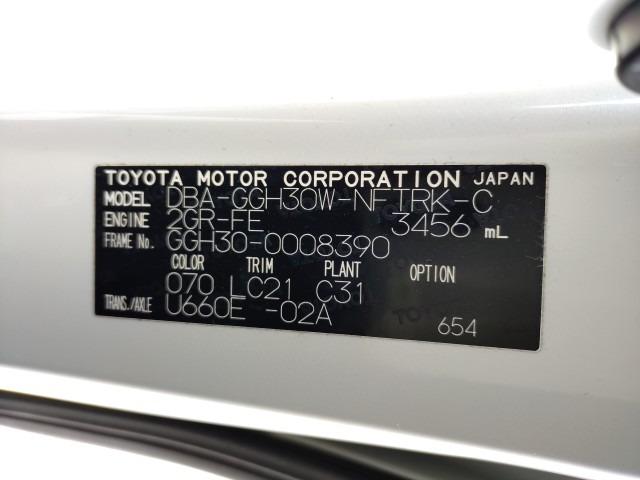 TOYOTA MOTOR CORPORATION JAPAN
MODEL DBA-GGH30W-NFTRK-C
ENGINE 2GR-FE 3456 mL
FRAME No. GGH30-0008390
COLOR TRIM PLANT OPTION
070 LC21 C31
TRANS./AXLE U660E -02A
654